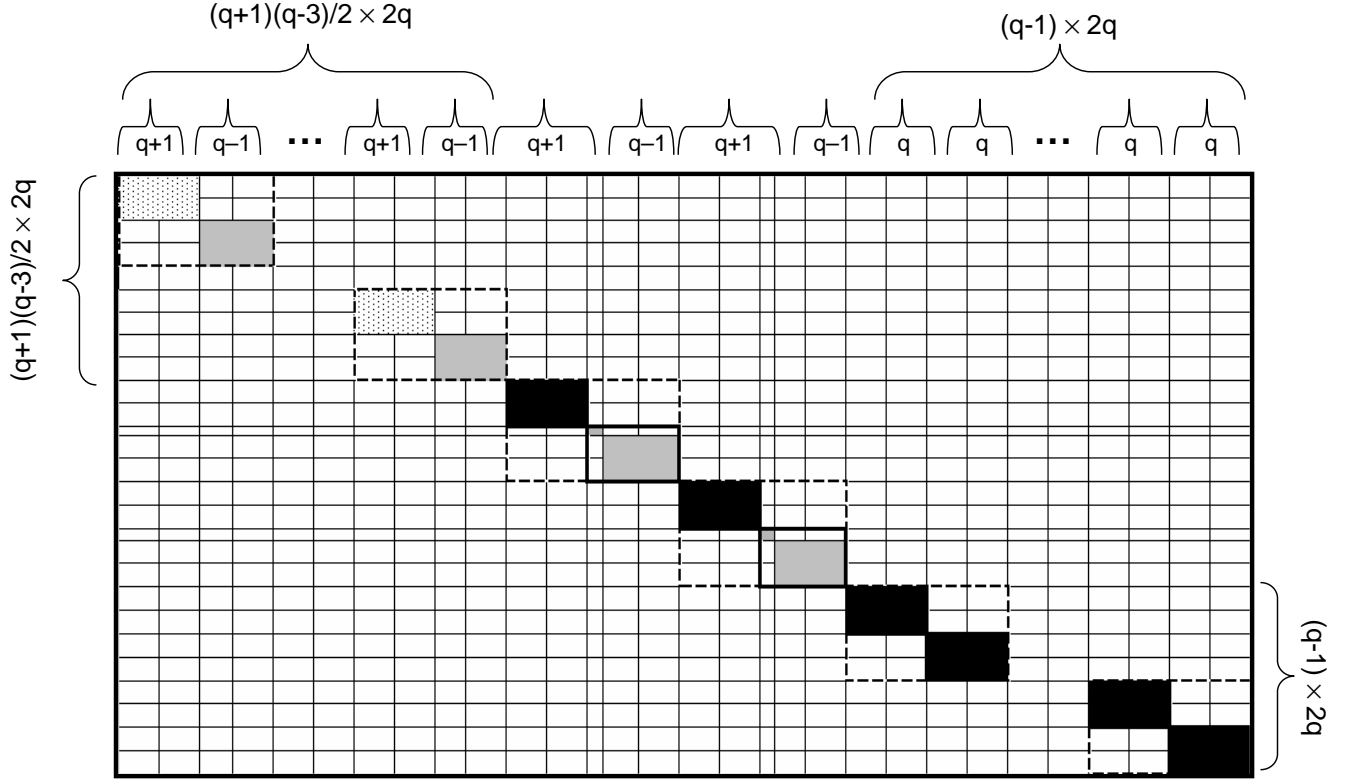 (q+1)(q-3)/2 × 2q
(q-1) × 2q
q+1 q–1 ... q+1 q–1 q+1 q–1 q+1 q–1 q q ... q q
(q+1)(q-3)/2 × 2q
(q-1) × 2q